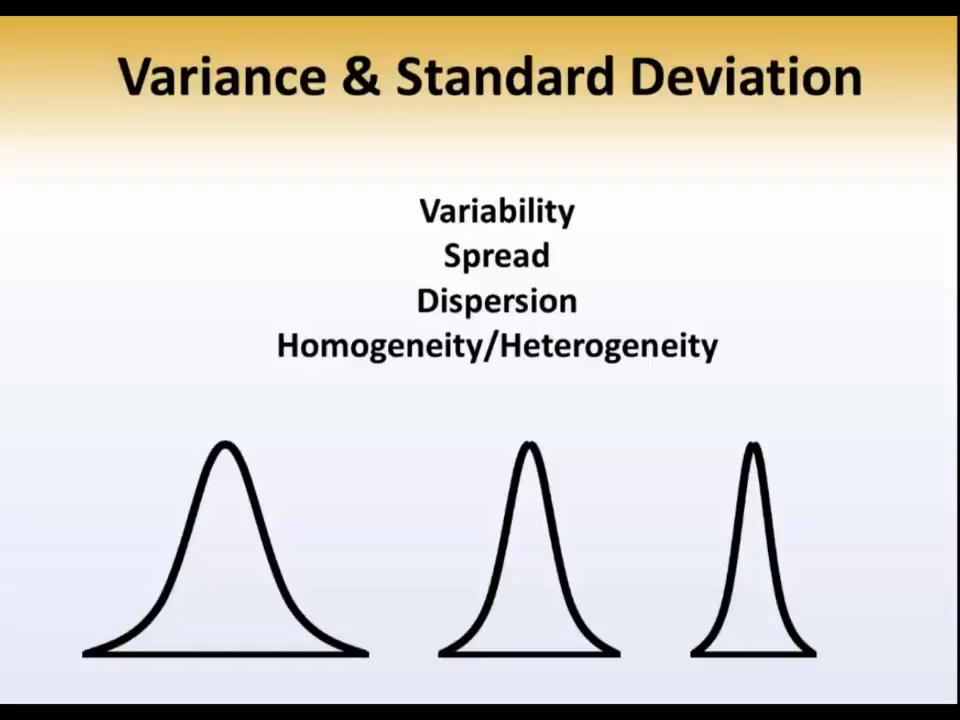 Variance & Standard Deviation
Variability
Spread
Dispersion
Homogeneity/Heterogeneity